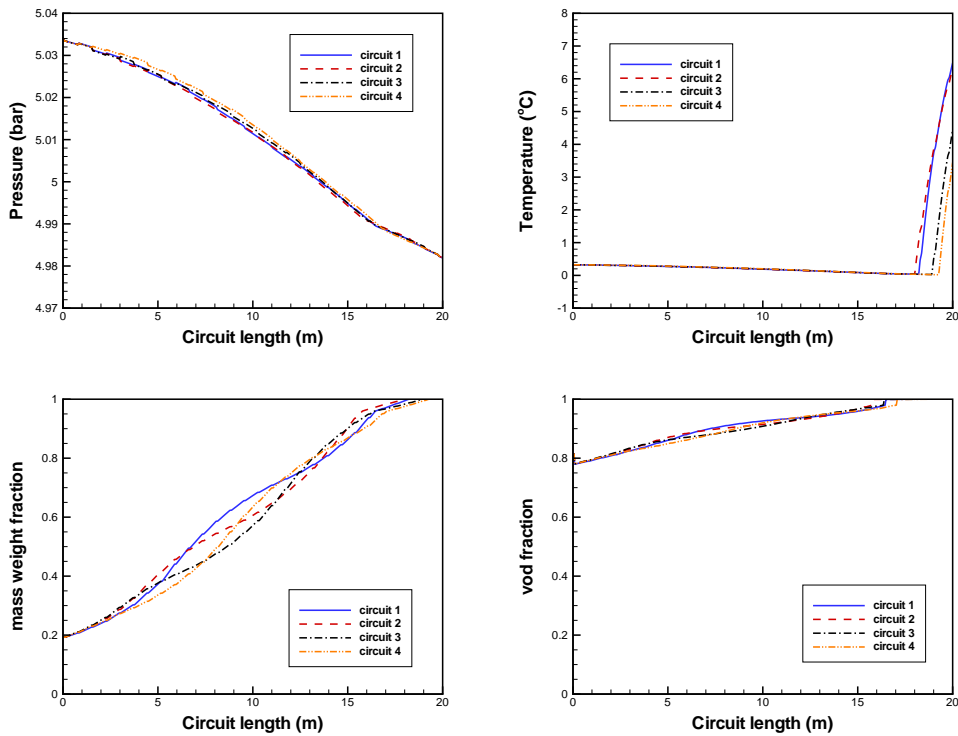 5.04
5.03
5.02
5.01
5
4.99
4.98
4.97
0
5
10
15
20
Pressure (bar)
Circuit length (m)
circuit 1
circuit 2
circuit 3
circuit 4
8
7
6
5
4
3
2
1
0
-1
0
5
10
15
20
Temperature (°C)
Circuit length (m)
circuit 1
circuit 2
circuit 3
circuit 4
1
0.8
0.6
0.4
0.2
0
0
5
10
15
20
mass weight fraction
Circuit length (m)
circuit 1
circuit 2
circuit 3
circuit 4
1
0.8
0.6
0.4
0.2
0
0
5
10
15
20
vod fraction
Circuit length (m)
circuit 1
circuit 2
circuit 3
circuit 4